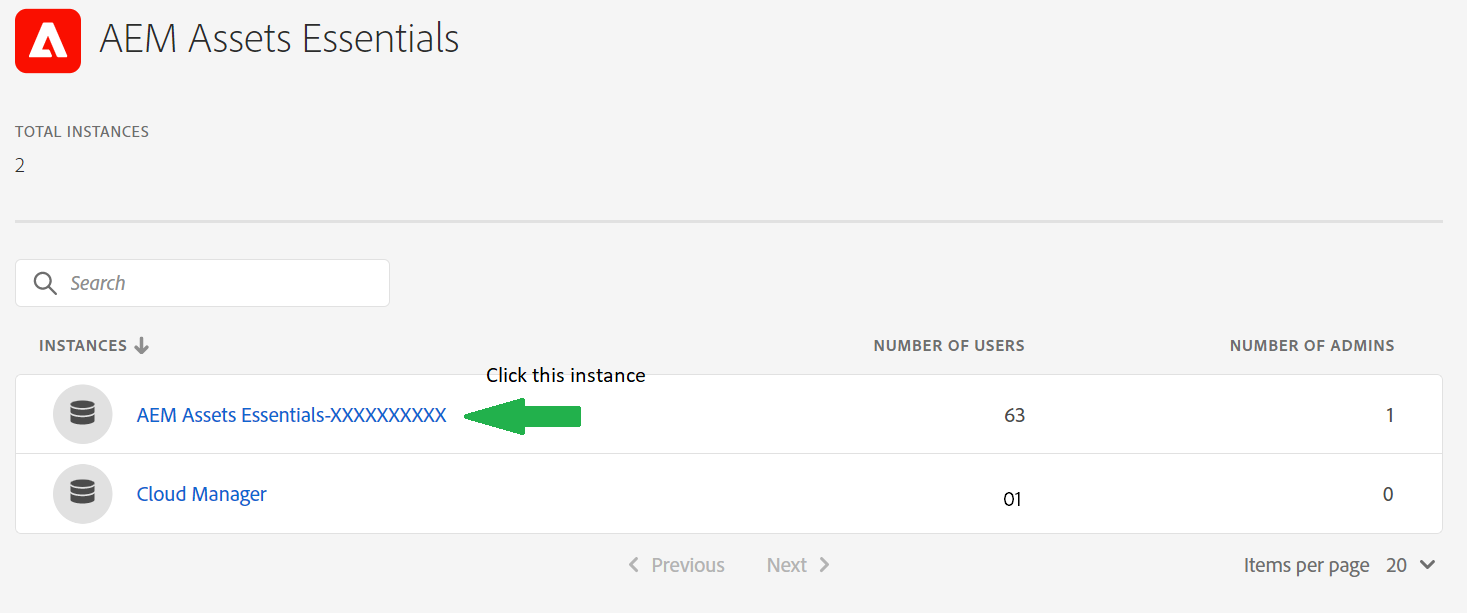 AEM Assets Essentials
TOTAL INSTANCES
2
Search
INSTANCES NUMBER OF USERS NUMBER OF ADMINS
Click this instance
AEM Assets Essentials-XXXXXXXXXX 63 1
Cloud Manager 01 0
Previous Next Items per page 20